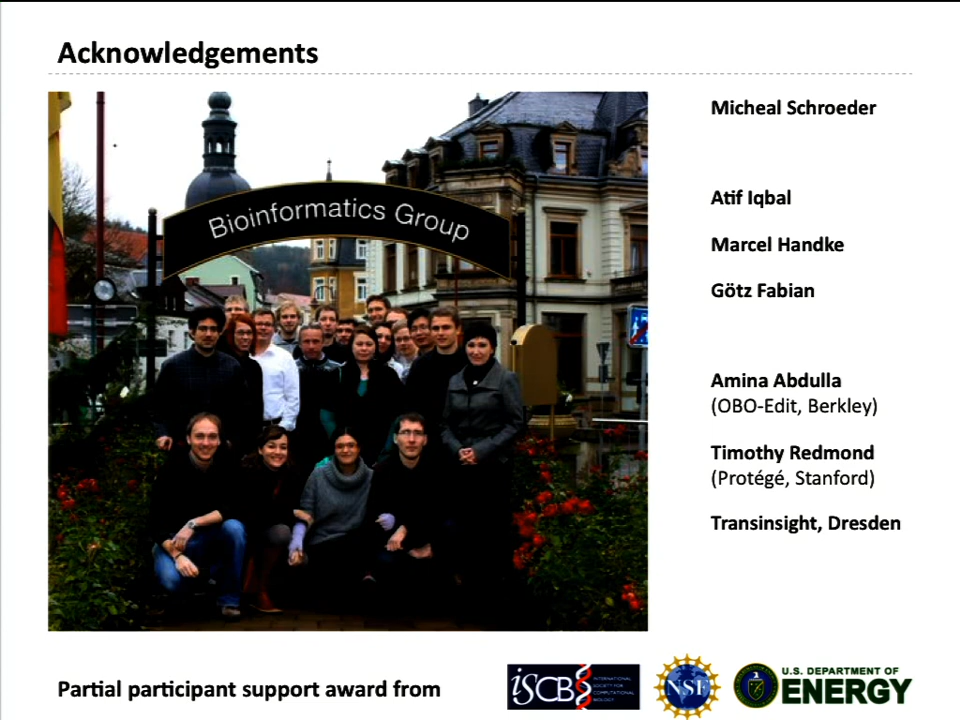 Acknowledgements
Bioinformatics Group
Micheal Schroeder
Atif Iqbal
Marcel Handke
Götz Fabian
Amina Abdulla
(OBO-Edit, Berkley)
Timothy Redmond
(Protégé, Stanford)
Transinsight, Dresden
Partial participant support award from
iSCB
INTERNATIONAL
SOCIETY FOR
COMPUTATIONAL
BIOLOGY
NSF
U.S. DEPARTMENT OF
ENERGY